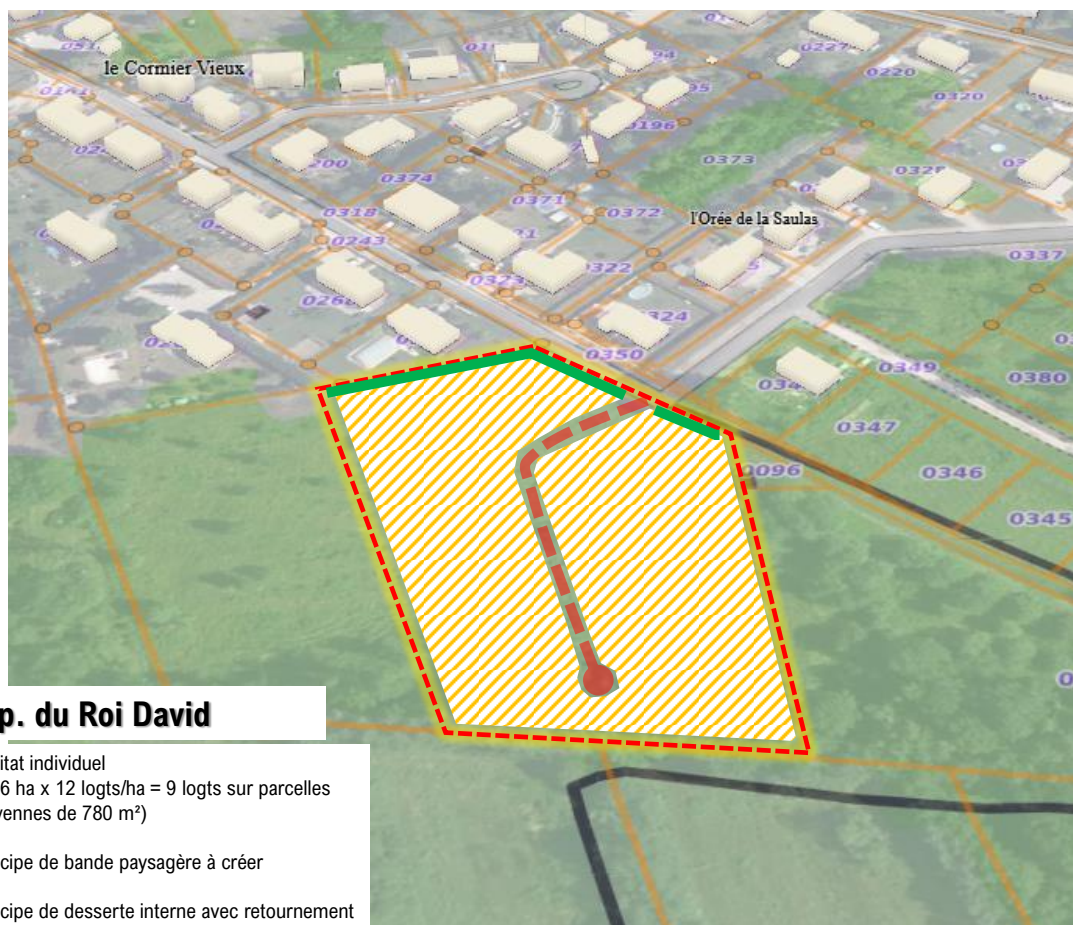 le Cormier Vieux
0227
0220
0320
0196
0373
0200
0374
0318
0371
0372
l'Orée de la Saulas
0243
0322
0337
0373
0324
0350
0349
0380
0347
0096
0346
0345
p. du Roi David
itat individuel
6 ha x 12 logts/ha = 9 logts sur parcelles
yennes de 780 m²)
cipe de bande paysagère à créer
cipe de desserte interne avec retournement